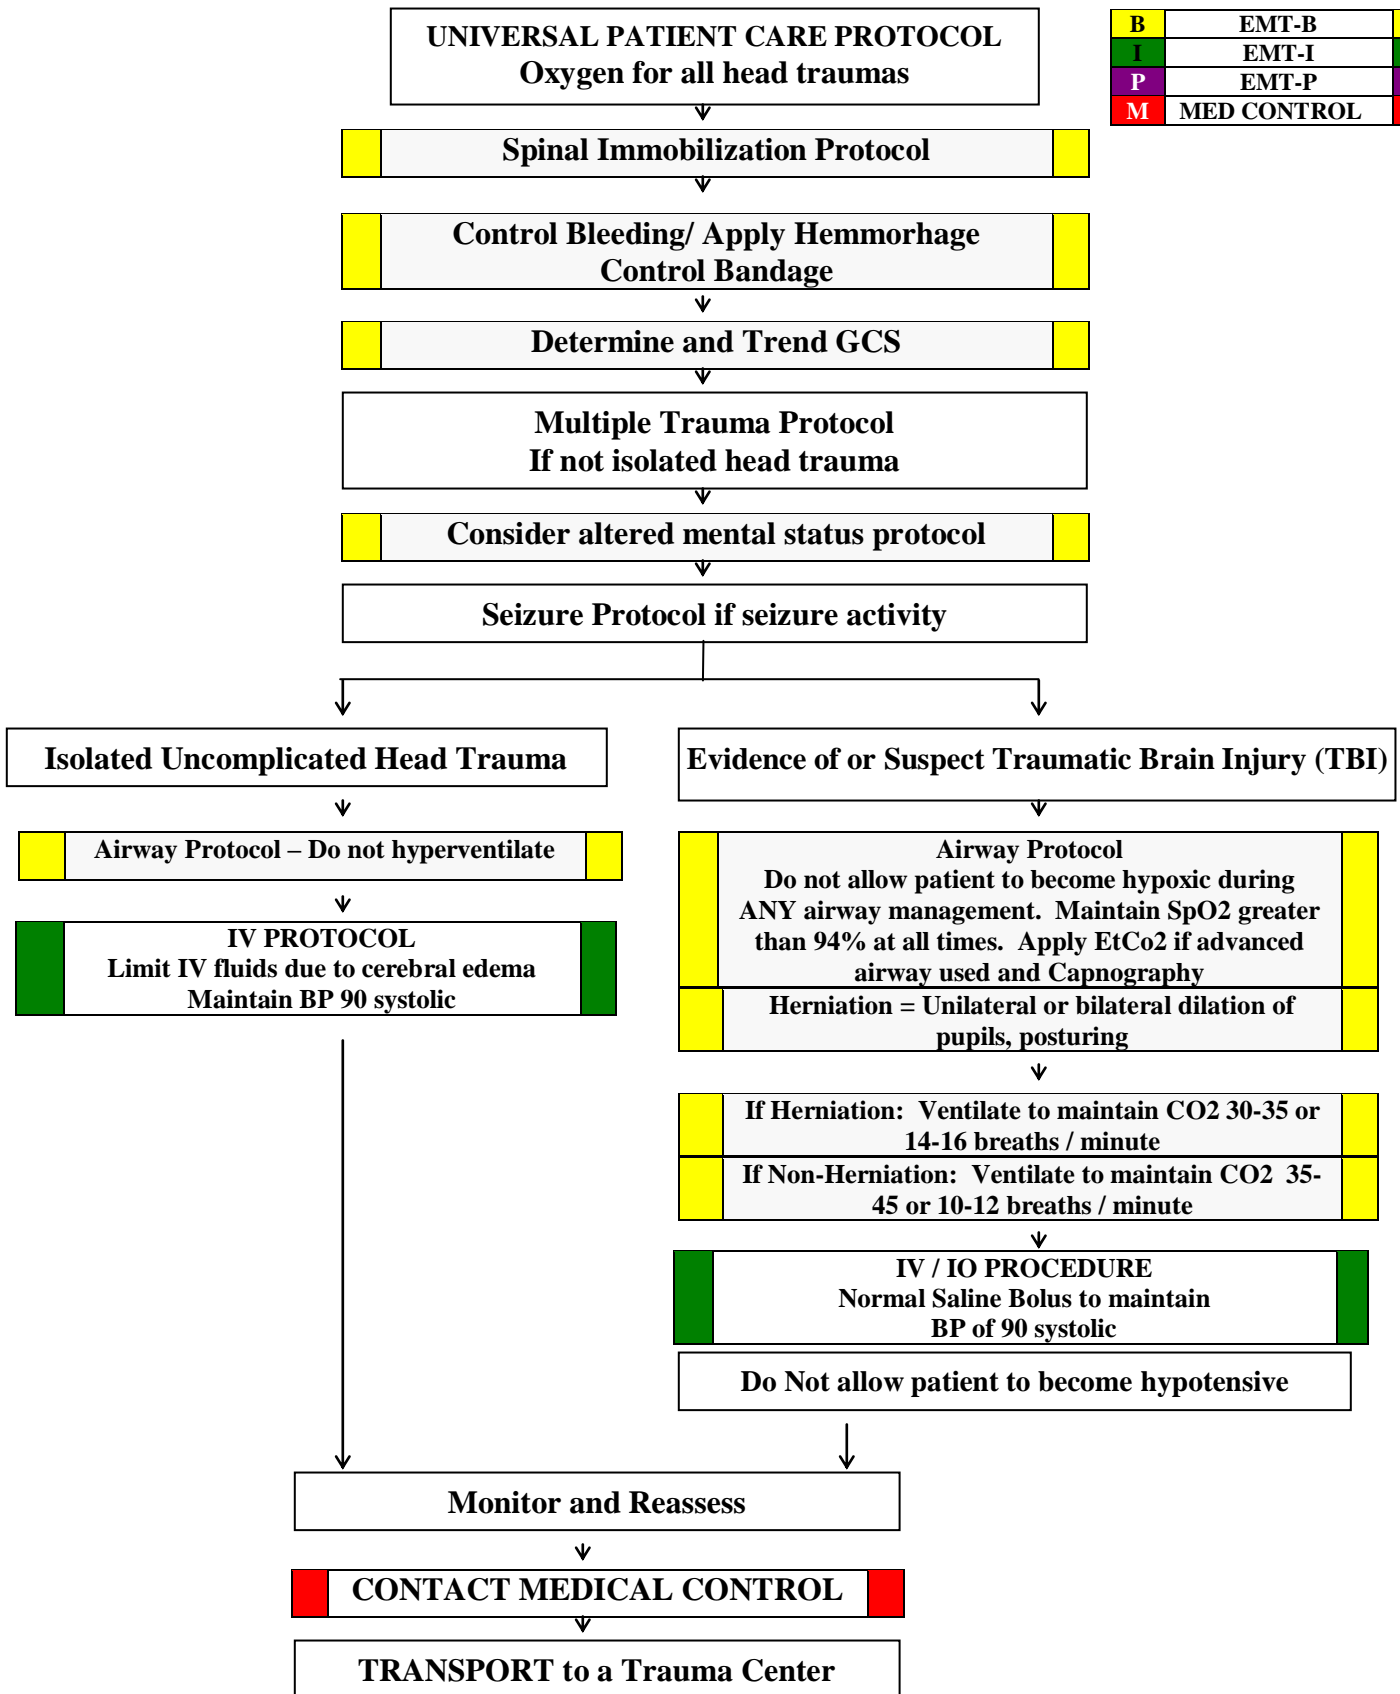 UNIVERSAL PATIENT CARE PROTOCOL
Oxygen for all head traumas
B EMT-B
I EMT-I
P EMT-P
M MED CONTROL
Spinal Immobilization Protocol
Control Bleeding/ Apply Hemmorhage
Control Bandage
Determine and Trend GCS
Multiple Trauma Protocol
If not isolated head trauma
Consider altered mental status protocol
Seizure Protocol if seizure activity
Isolated Uncomplicated Head Trauma
Airway Protocol – Do not hyperventilate
IV PROTOCOL
Limit IV fluids due to cerebral edema
Maintain BP 90 systolic
Evidence of or Suspect Traumatic Brain Injury (TBI)
Airway Protocol
Do not allow patient to become hypoxic during
ANY airway management. Maintain SpO2 greater
than 94% at all times. Apply EtCo2 if advanced
airway used and Capnography
Herniation = Unilateral or bilateral dilation of
pupils, posturing
If Herniation: Ventilate to maintain CO2 30-35 or
14-16 breaths / minute
If Non-Herniation: Ventilate to maintain CO2 35-
45 or 10-12 breaths / minute
IV / IO PROCEDURE
Normal Saline Bolus to maintain
BP of 90 systolic
Do Not allow patient to become hypotensive
Monitor and Reassess
CONTACT MEDICAL CONTROL
TRANSPORT to a Trauma Center